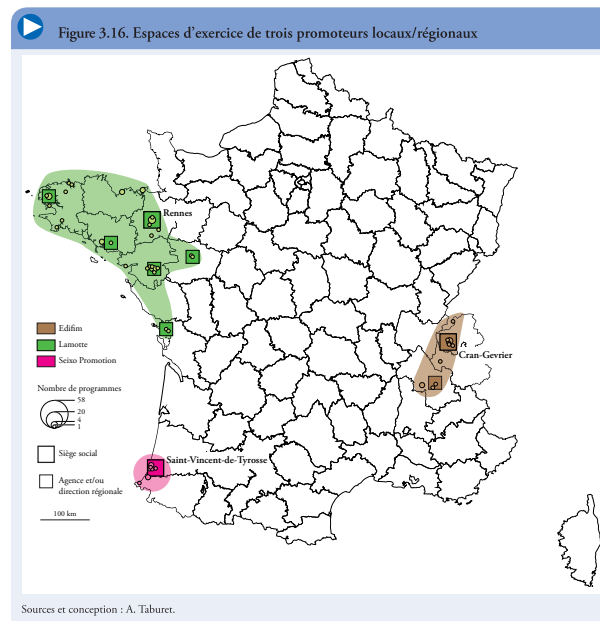 Figure 3.16. Espaces d'exercice de trois promoteurs locaux/régionaux
Rennes
Edifim
Lamotte
Seixo Promotion
Cran-Gevrier
Nombre de programmes
58
20
4
1
Siège social
Saint-Vincent-de-Tyrosse
Agence et/ou
direction régionale
100 km
Sources et conception : A. Taburet.